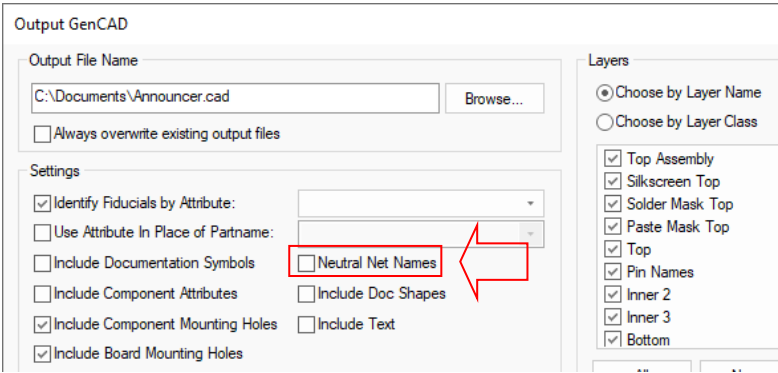 Output GenCAD
Output File Name
C:\Documents\Announcer.cad
Browse...
Always overwrite existing output files
Settings
Identify Fiducials by Attribute:
Use Attribute In Place of Partname:
Include Documentation Symbols
Neutral Net Names
Include Component Attributes
Include Doc Shapes
Include Component Mounting Holes
Include Text
Include Board Mounting Holes
Layers
Choose by Layer Name
Choose by Layer Class
Top Assembly
Silkscreen Top
Solder Mask Top
Paste Mask Top
Top
Pin Names
Inner 2
Inner 3
Bottom